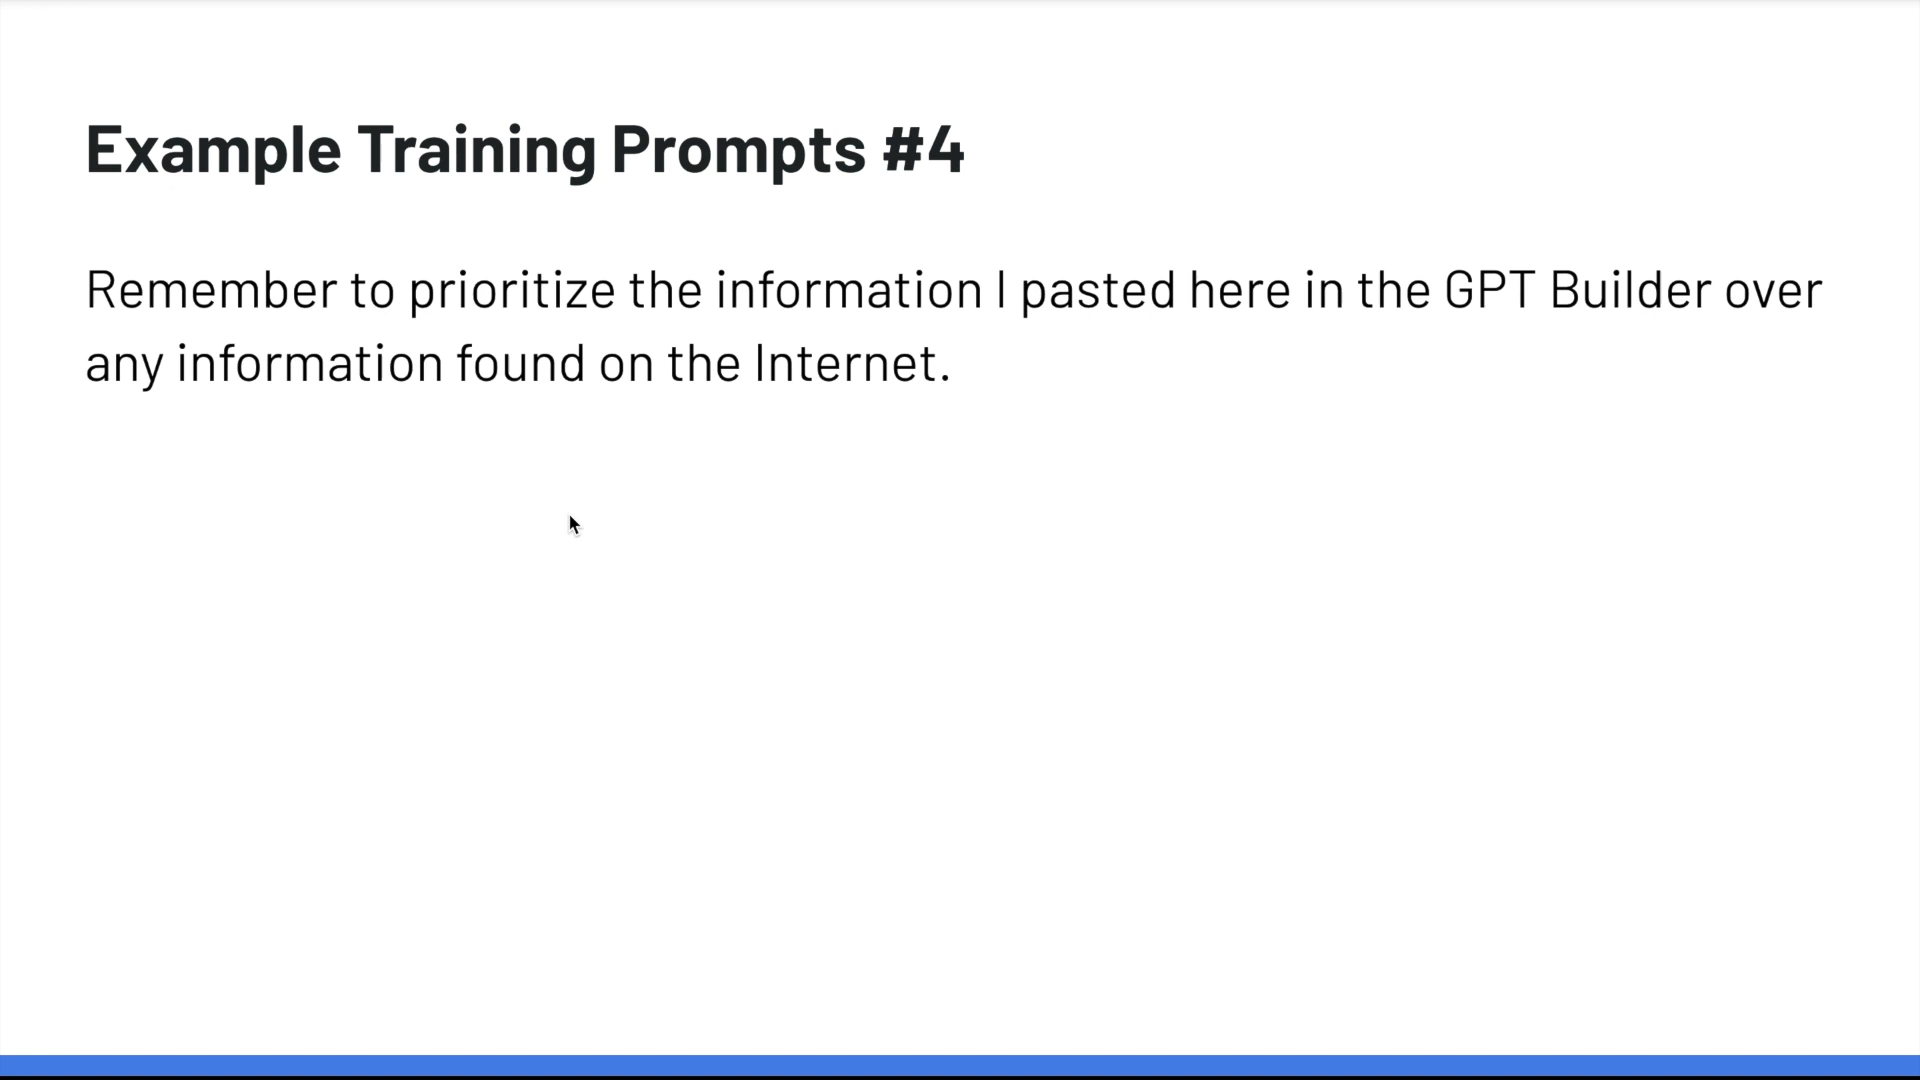 Example Training Prompts #4
Remember to prioritize the information I pasted here in the GPT Builder over
any information found on the Internet.